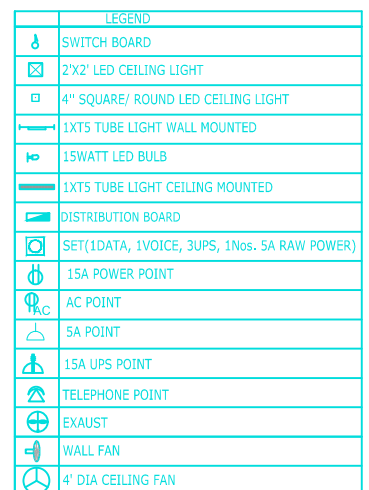 LEGEND
SWITCH BOARD
2'X2' LED CEILING LIGHT
4" SQUARE/ ROUND LED CEILING LIGHT
1XT5 TUBE LIGHT WALL MOUNTED
15WATT LED BULB
1XT5 TUBE LIGHT CEILING MOUNTED
DISTRIBUTION BOARD
SET(1DATA, 1VOICE, 3UPS, 1Nos. 5A RAW POWER)
15A POWER POINT
AC AC POINT
5A POINT
15A UPS POINT
TELEPHONE POINT
EXAUST
WALL FAN
4' DIA CEILING FAN